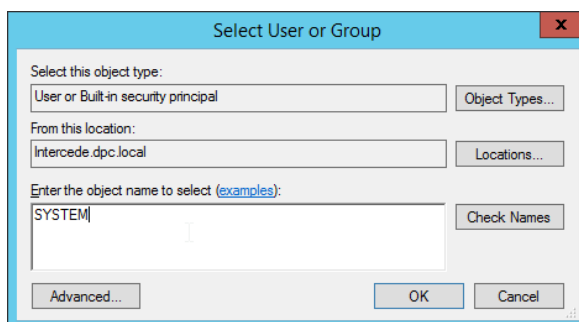 Select User or Group
x
Select this object type:
User or Built-in security principal
Object Types...
From this location:
Intercede.dpc.local
Locations...
Enter the object name to select (examples):
SYSTEM
Check Names
Advanced...
OK
Cancel